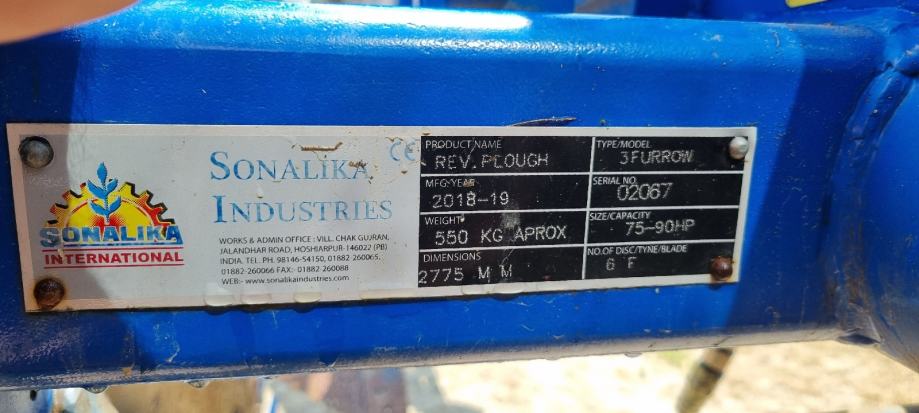 SONALIKA
INTERNATIONAL
SONALIKA
INDUSTRIES
CE
WORKS & ADMIN OFFICE : VILL. CHAK GUJRAN,
JALANDHAR ROAD, HOSHIARPUR-146022 (PB)
INDIA. TEL. PH. 98146-54150, 01882 260065,
01882-260066 FAX: 01882 260088
WEB:- www.sonalikaindustries.com
PRODUCT NAME
REV. PLOUGH
TYPE/MODEL
3FURROW
MFG. YEAR
2018-19
SERIAL NO.
02067
WEIGHT
550 KG APROX
SIZE/CAPACITY
75-90HP
DIMENSIONS
2775 MM
NO.OF DISC/TYNE/BLADE
6 F